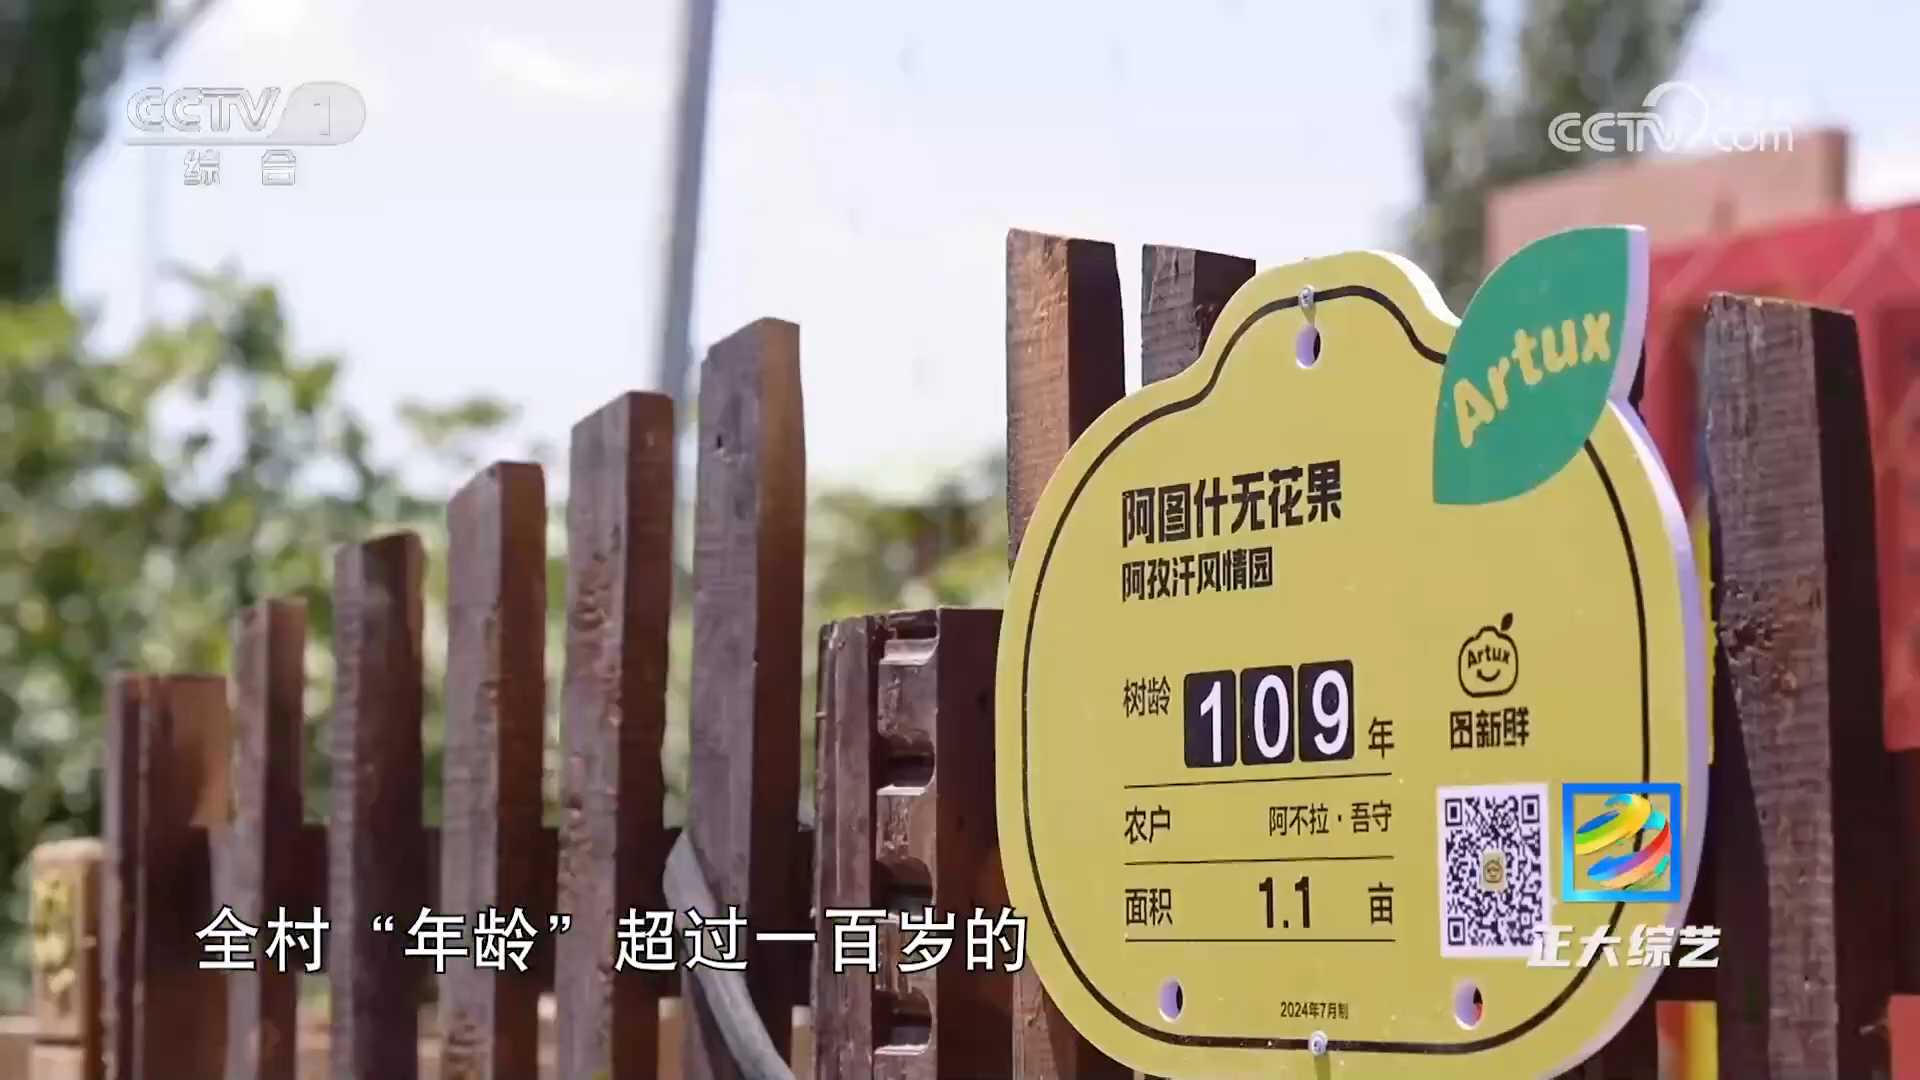 CCTV 1
综合
CCTV.com
Artux
阿图什无花果
阿孜汗风情园
树龄 109 年
Artux
图新鲜
农户 阿不拉·吾守
面积 1.1 亩
2024年7月制
全村“年龄”超过一百岁的
正大综艺